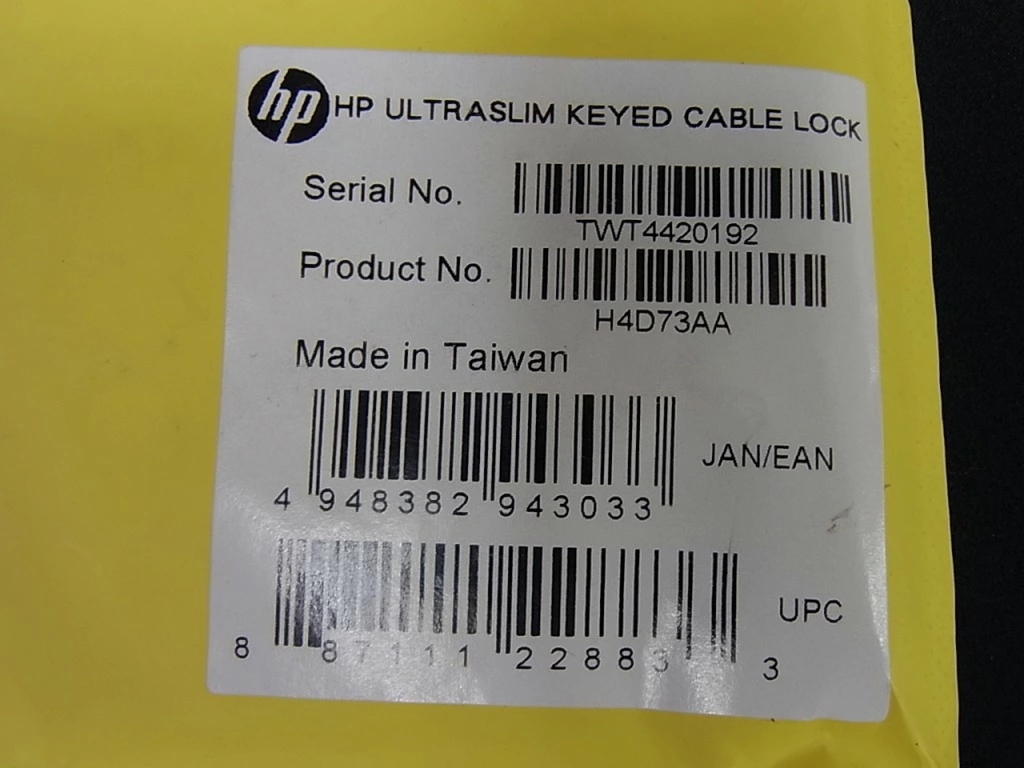 hp HP ULTRASLIM KEYED CABLE LOCK
Serial No.
TWT4420192
Product No.
H4D73AA
Made in Taiwan
JAN/EAN
4 948382 943033
UPC
8 87111 22883 3